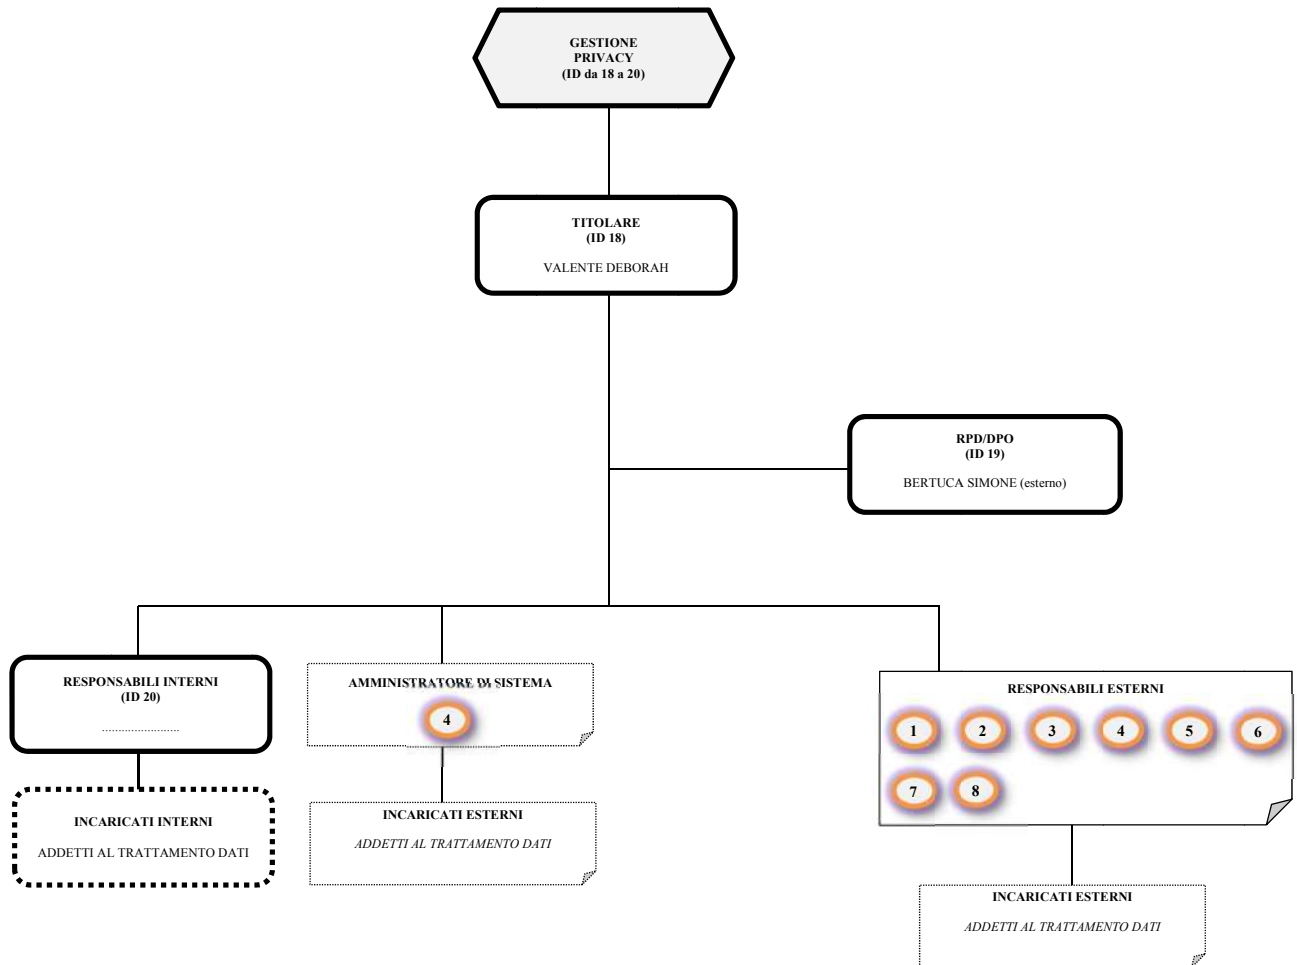 GESTIONE
PRIVACY
(ID da 18 a 20)
TITOLARE
(ID 18)
VALENTE DEBORAH
RPD/DPO
(ID 19)
BERTUCA SIMONE (esterno)
RESPONSABILI INTERNI
(ID 20)
......................
AMMINISTRATORE DI SISTEMA
4
RESPONSABILI ESTERNI
1 2 3 4 5 6
7 8
INCARICATI INTERNI
ADDETTI AL TRATTAMENTO DATI
INCARICATI ESTERNI
ADDETTI AL TRATTAMENTO DATI
INCARICATI ESTERNI
ADDETTI AL TRATTAMENTO DATI